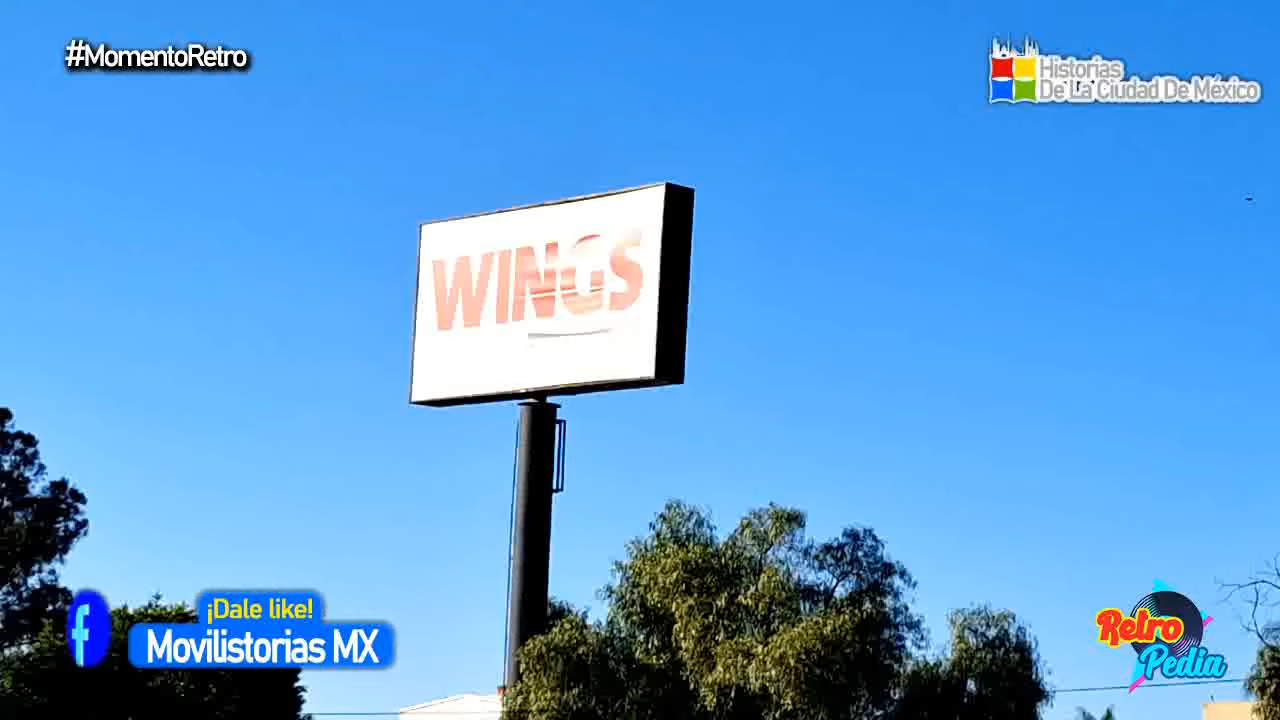 #MomentoRetro
Historias
De La Ciudad De México
WINGS
¡Dale like!
f
Movilistorias MX
Retro
Pedia